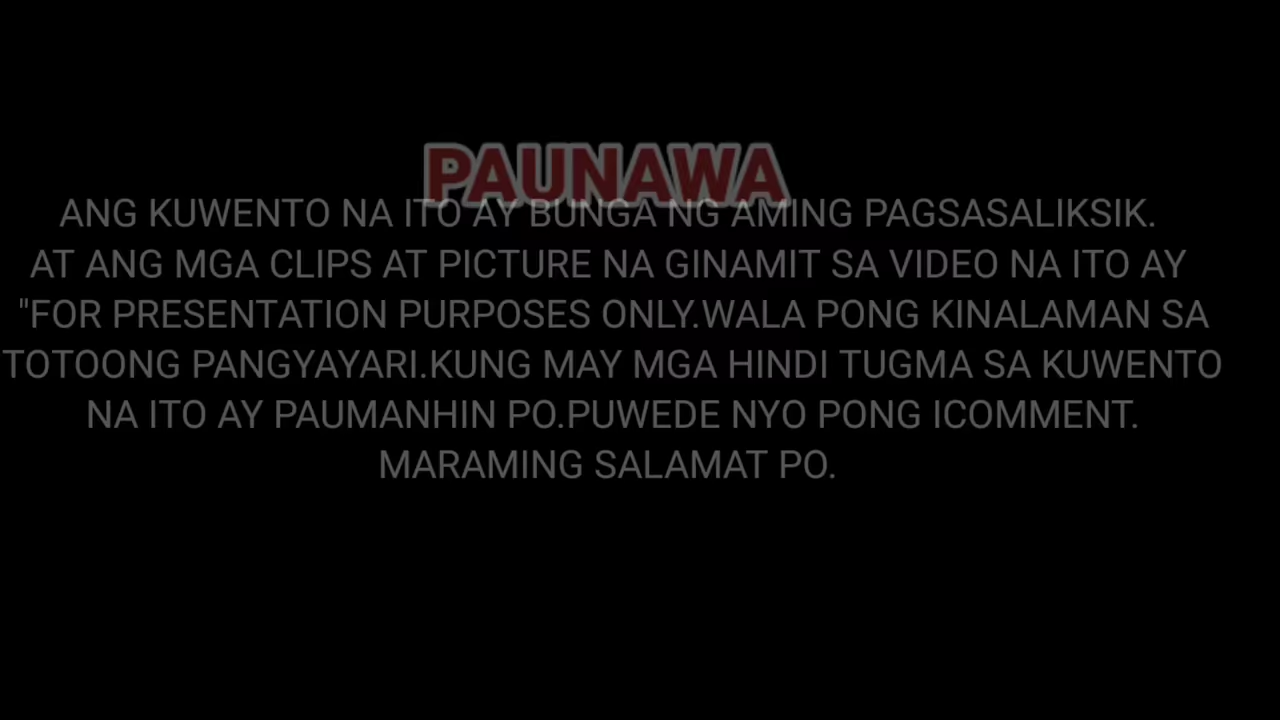 PAUNAWA
ANG KUWENTO NA ITO AY BUNGA NG AMING PAGSASALIKSIK.
AT ANG MGA CLIPS AT PICTURE NA GINAMIT SA VIDEO NA ITO AY
"FOR PRESENTATION PURPOSES ONLY.WALA PONG KINALAMAN SA
TOTOONG PANGYAYARI.KUNG MAY MGA HINDI TUGMA SA KUWENTO
NA ITO AY PAUMANHIN PO.PUWEDE NYO PONG ICOMMENT.
MARAMING SALAMAT PO.